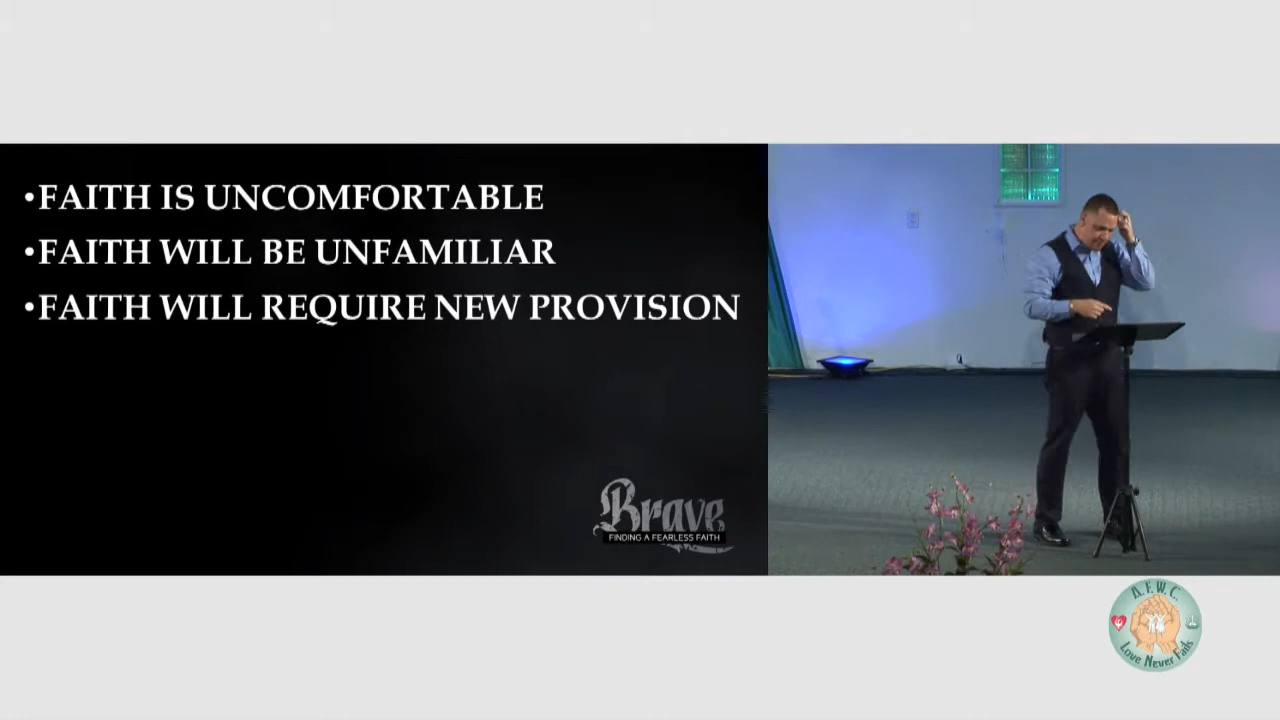 •FAITH IS UNCOMFORTABLE
•FAITH WILL BE UNFAMILIAR
•FAITH WILL REQUIRE NEW PROVISION
Brave
FINDING A FEARLESS FAITH
A.F.W.C.
Love Never Fails